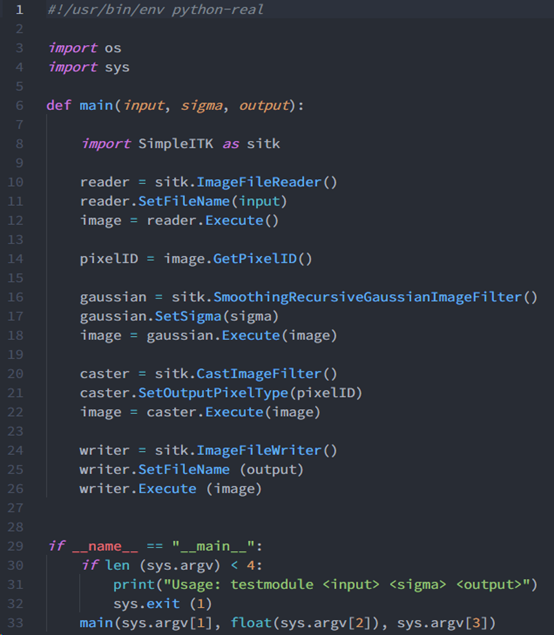 1 #!/usr/bin/env python-real
2
3 import os
4 import sys
5
6 def main(input, sigma, output):
7
8     import SimpleITK as sitk
9
10     reader = sitk.ImageFileReader()
11     reader.SetFileName(input)
12     image = reader.Execute()
13
14     pixelID = image.GetPixelID()
15
16     gaussian = sitk.SmoothingRecursiveGaussianImageFilter()
17     gaussian.SetSigma(sigma)
18     image = gaussian.Execute(image)
19
20     caster = sitk.CastImageFilter()
21     caster.SetOutputPixelType(pixelID)
22     image = caster.Execute(image)
23
24     writer = sitk.ImageFileWriter()
25     writer.SetFileName (output)
26     writer.Execute (image)
27
28
29 if __name__ == "__main__":
30     if len (sys.argv) < 4:
31         print("Usage: testmodule <input> <sigma> <output>")
32         sys.exit (1)
33     main(sys.argv[1], float(sys.argv[2]), sys.argv[3])